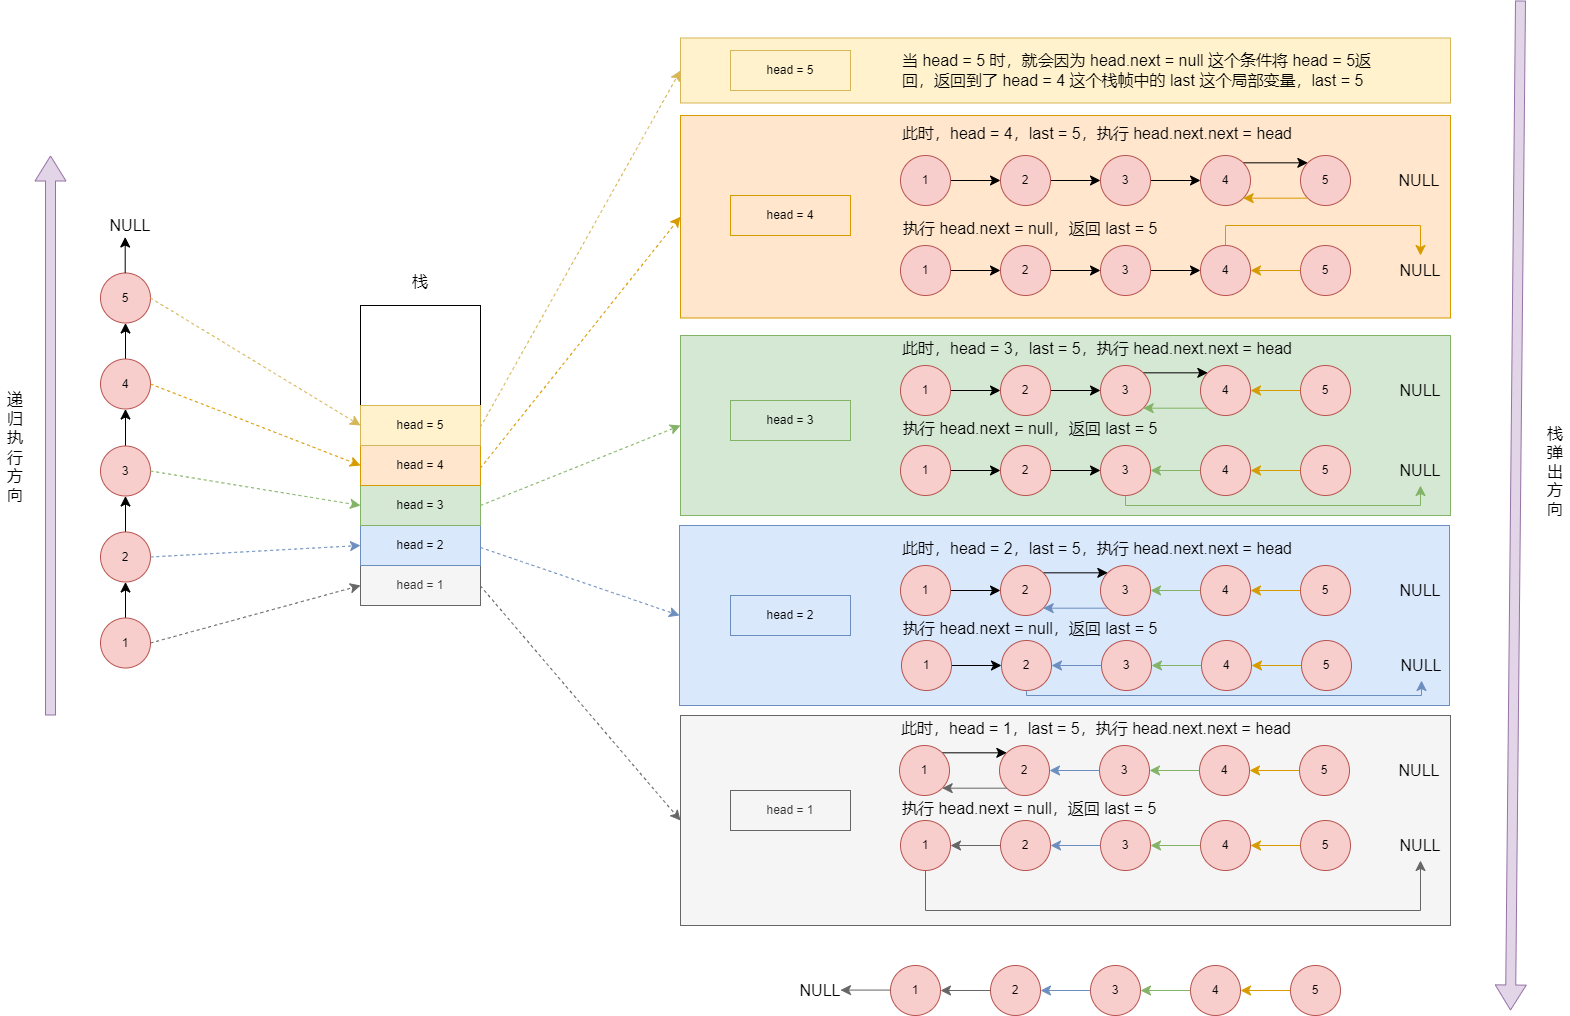 递归执行方向
NULL
5
4
3
2
1
栈
head = 5
head = 4
head = 3
head = 2
head = 1
head = 5
当 head = 5 时，就会因为 head.next = null 这个条件将 head = 5返
回，返回到了 head = 4 这个栈帧中的 last 这个局部变量，last = 5
head = 4
此时，head = 4，last = 5，执行 head.next.next = head
1 2 3 4 5 NULL
执行 head.next = null，返回 last = 5
1 2 3 4 5 NULL
head = 3
此时，head = 3，last = 5，执行 head.next.next = head
1 2 3 4 5 NULL
执行 head.next = null，返回 last = 5
1 2 3 4 5 NULL
head = 2
此时，head = 2，last = 5，执行 head.next.next = head
1 2 3 4 5 NULL
执行 head.next = null，返回 last = 5
1 2 3 4 5 NULL
head = 1
此时，head = 1，last = 5，执行 head.next.next = head
1 2 3 4 5 NULL
执行 head.next = null，返回 last = 5
1 2 3 4 5 NULL
NULL 1 2 3 4 5
栈弹出方向